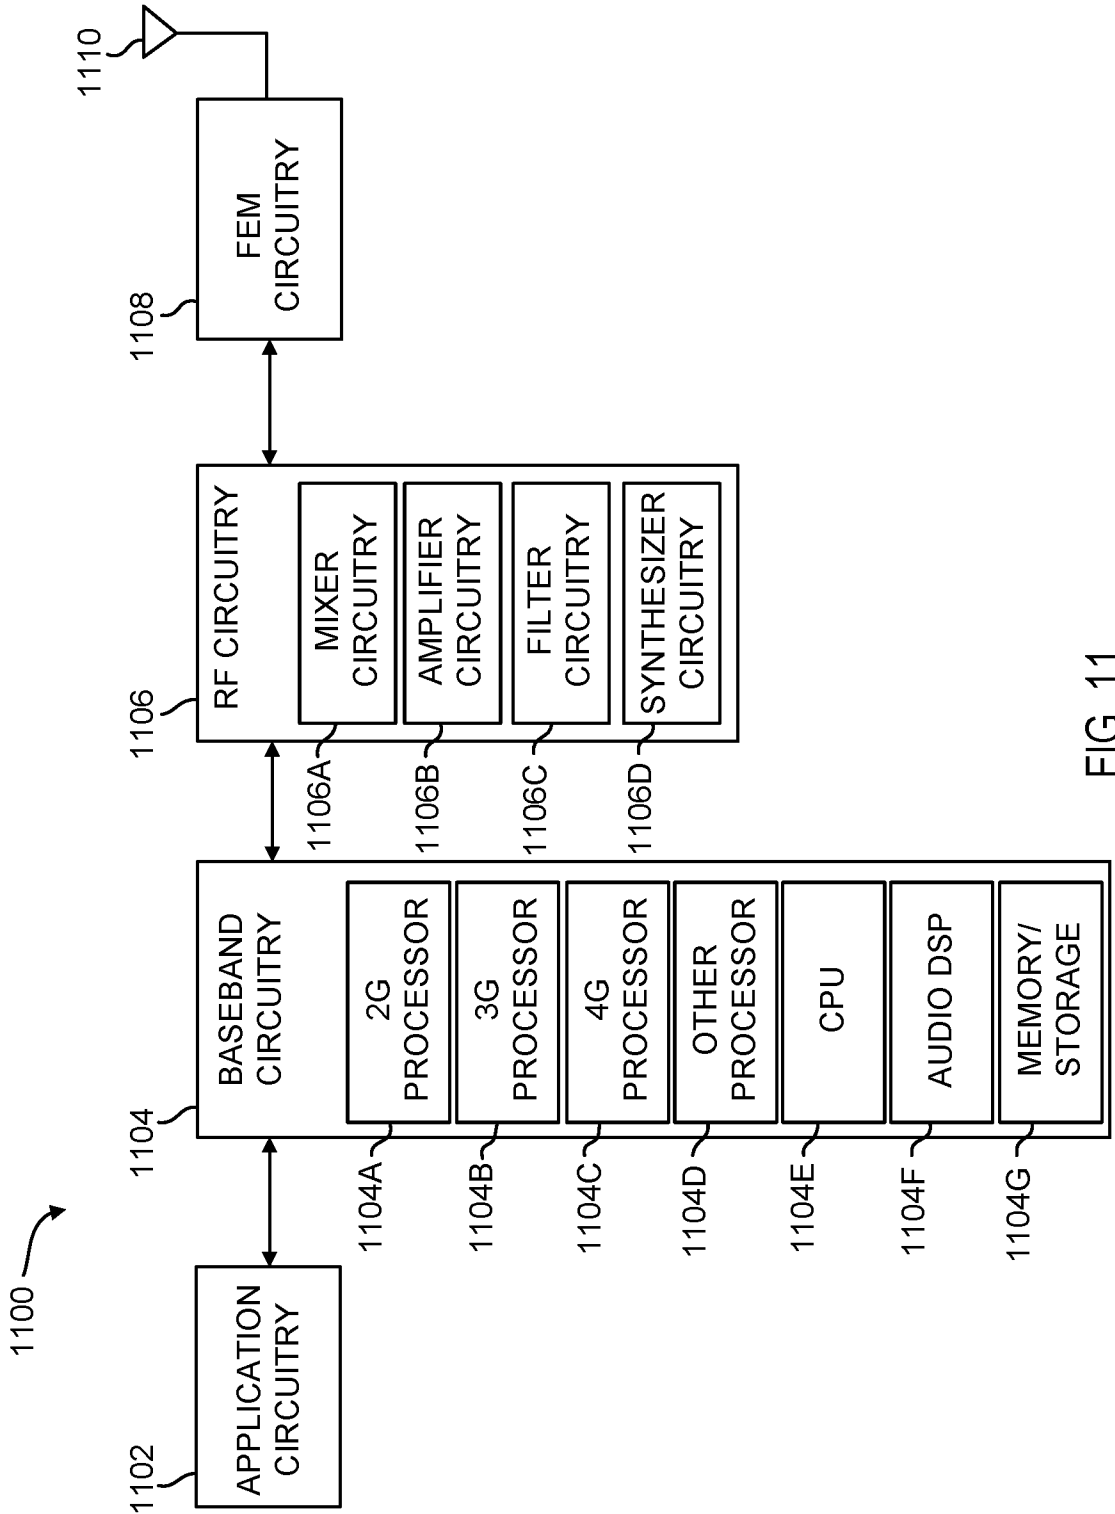 1100
1102
APPLICATION
CIRCUITRY
1104
BASEBAND
CIRCUITRY
1104A
2G
PROCESSOR
1104B
3G
PROCESSOR
1104C
4G
PROCESSOR
1104D
OTHER
PROCESSOR
1104E
CPU
1104F
AUDIO DSP
1104G
MEMORY/
STORAGE
1106
RF CIRCUITRY
1106A
MIXER
CIRCUITRY
1106B
AMPLIFIER
CIRCUITRY
1106C
FILTER
CIRCUITRY
1106D
SYNTHESIZER
CIRCUITRY
1108
FEM
CIRCUITRY
1110
FIG. 11